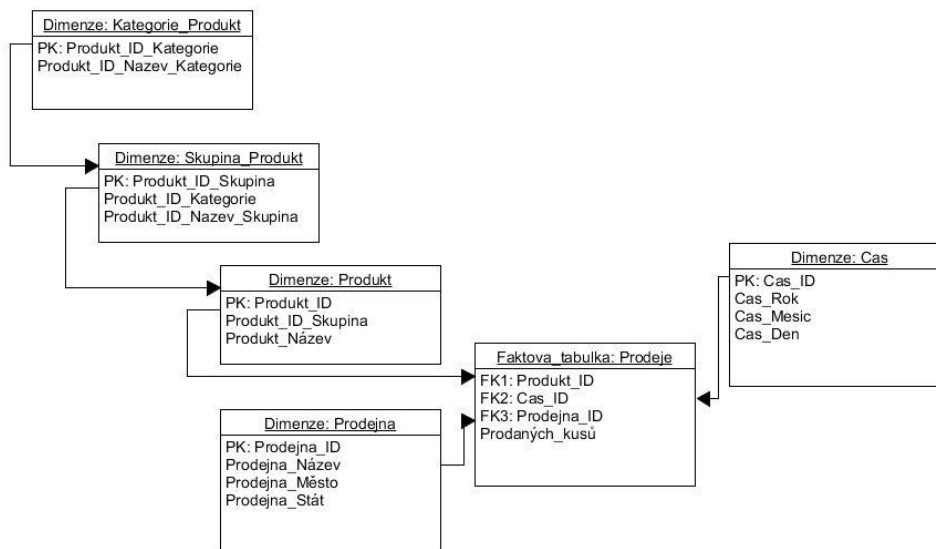 Dimenze: Kategorie_Produkt
PK: Produkt_ID_Kategorie
Produkt_ID_Nazev_Kategorie
Dimenze: Skupina_Produkt
PK: Produkt_ID_Skupina
Produkt_ID_Kategorie
Produkt_ID_Nazev_Skupina
Dimenze: Produkt
PK: Produkt_ID
Produkt_ID_Skupina
Produkt_Název
Dimenze: Cas
PK: Cas_ID
Cas_Rok
Cas_Mesic
Cas_Den
Faktova_tabulka: Prodeje
FK1: Produkt_ID
FK2: Cas_ID
FK3: Prodejna_ID
Prodaných_kusů
Dimenze: Prodejna
PK: Prodejna_ID
Prodejna_Název
Prodejna_Město
Prodejna_Stát